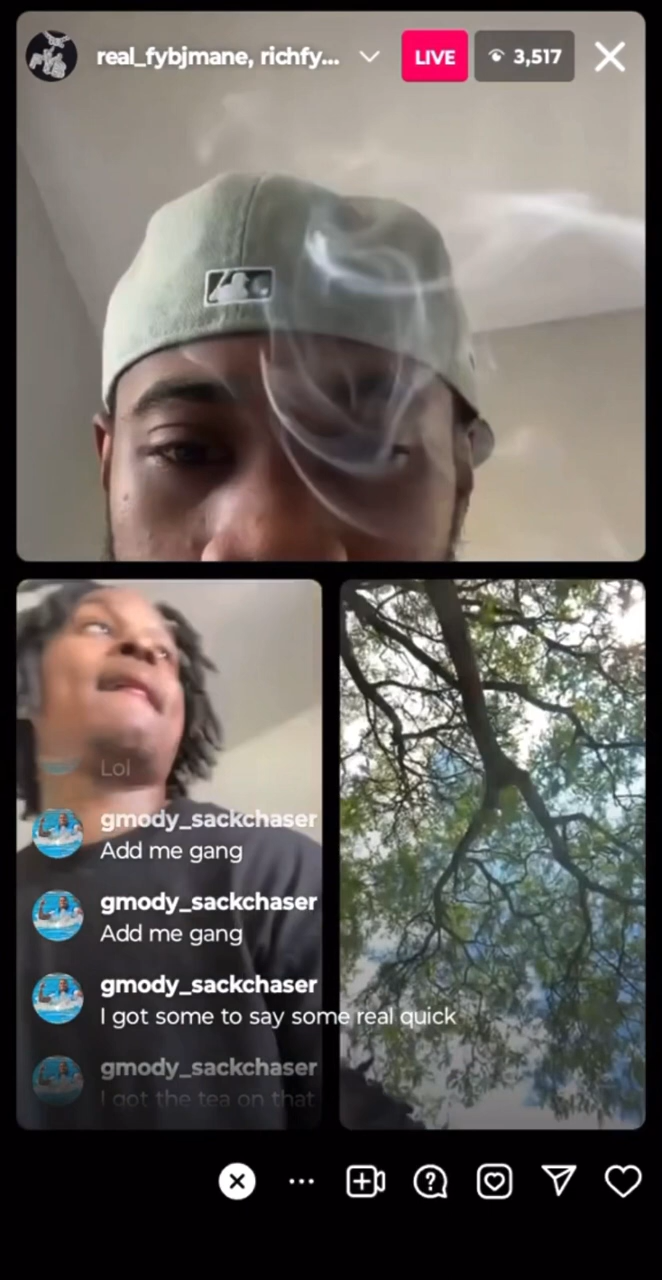 real_fybjmane, richfy...
LIVE
3,517
Lol
gmody_sackchaser
Add me gang
gmody_sackchaser
Add me gang
gmody_sackchaser
I got some to say some real quick
gmody_sackchaser
I got the tea on that